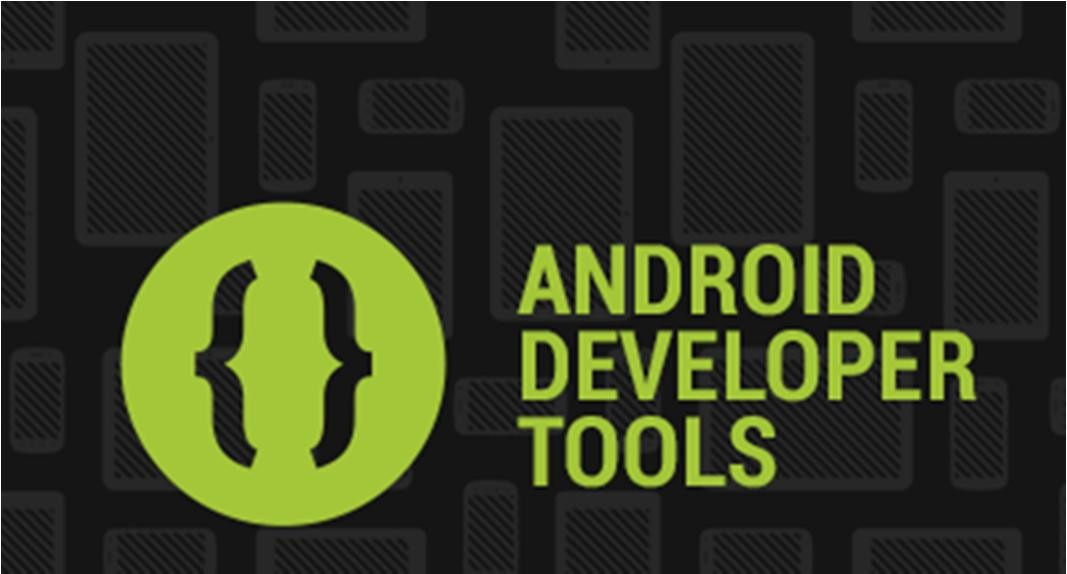 {}
ANDROID
DEVELOPER
TOOLS